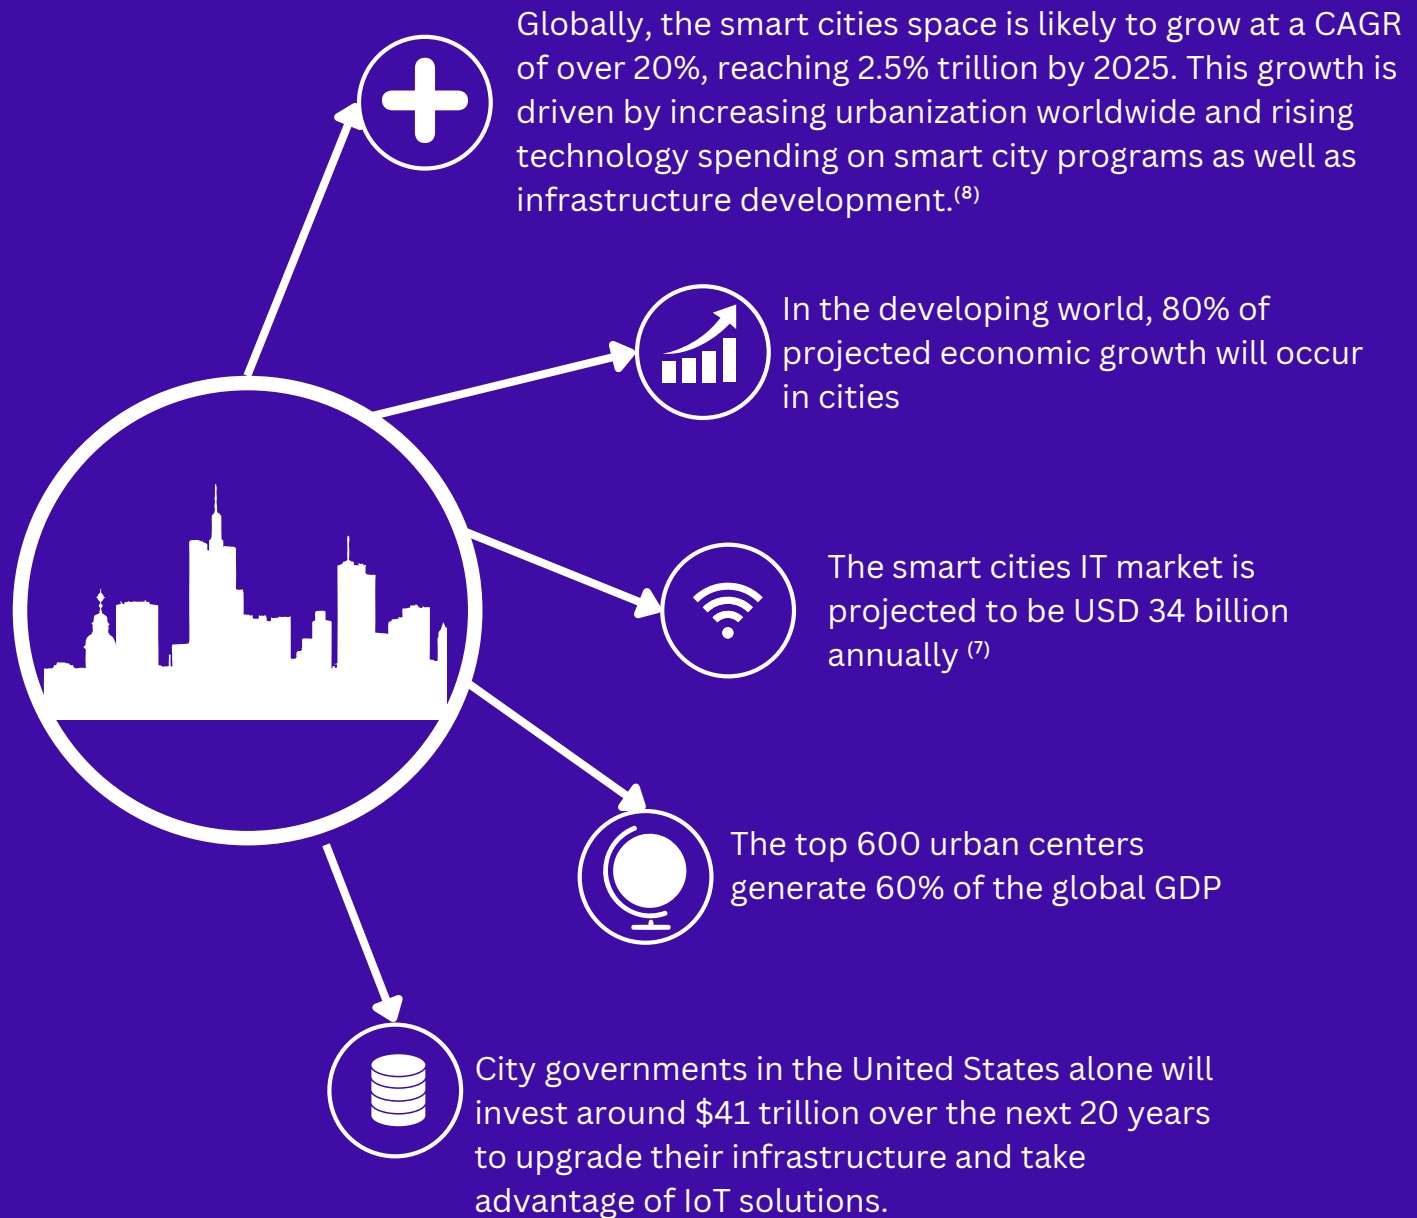 Globally, the smart cities space is likely to grow at a CAGR
of over 20%, reaching 2.5% trillion by 2025. This growth is
driven by increasing urbanization worldwide and rising
technology spending on smart city programs as well as
infrastructure development.⁽⁸⁾
In the developing world, 80% of
projected economic growth will occur
in cities
The smart cities IT market is
projected to be USD 34 billion
annually ⁽⁷⁾
The top 600 urban centers
generate 60% of the global GDP
City governments in the United States alone will
invest around $41 trillion over the next 20 years
to upgrade their infrastructure and take
advantage of IoT solutions.